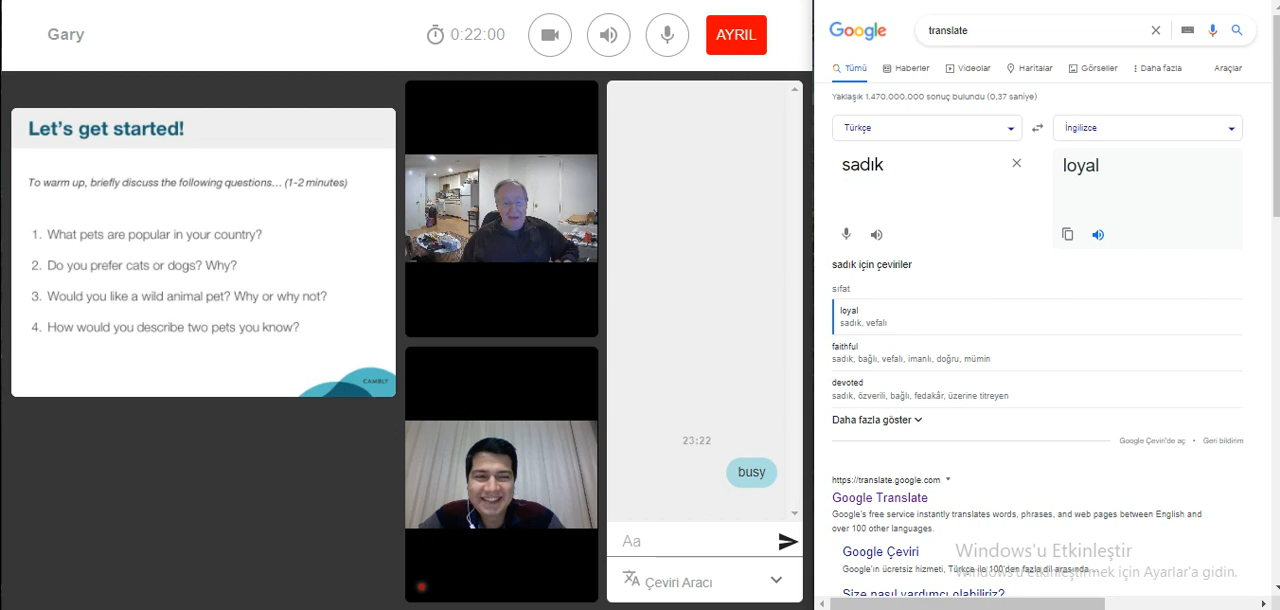 Gary
0:22:00
AYRIL
Let's get started!
To warm up, briefly discuss the following questions... (1-2 minutes)
1. What pets are popular in your country?
2. Do you prefer cats or dogs? Why?
3. Would you like a wild animal pet? Why or why not?
4. How would you describe two pets you know?
CAMBLY
23:22
busy
Aa
Çeviri Aracı
Google
translate
Tümü
Haberler
Videolar
Haritalar
Görseller
Daha fazla
Araçlar
Yaklaşık 1.470.000.000 sonuç bulundu (0,37 saniye)
Türkçe
İngilizce
sadık
loyal
sadık için çeviriler
sıfat
loyal
sadık, vefalı
faithful
sadık, bağlı, vefalı, imanlı, doğru, mümin
devoted
sadık, özverili, bağlı, fedakâr, üzerine titreyen
Daha fazla göster
Google Çeviri'de aç • Geri bildirim
https://translate.google.com
Google Translate
Google's free service instantly translates words, phrases, and web pages between English and
over 100 other languages.
Google Çeviri
Google'ın ücretsiz hizmeti, Türkçe ile 100'den fazla dil arasında...
Windows'u Etkinleştir
Windows'u etkinleştirmek için Ayarlar'a gidin.
Size nasıl yardımcı olabiliriz?